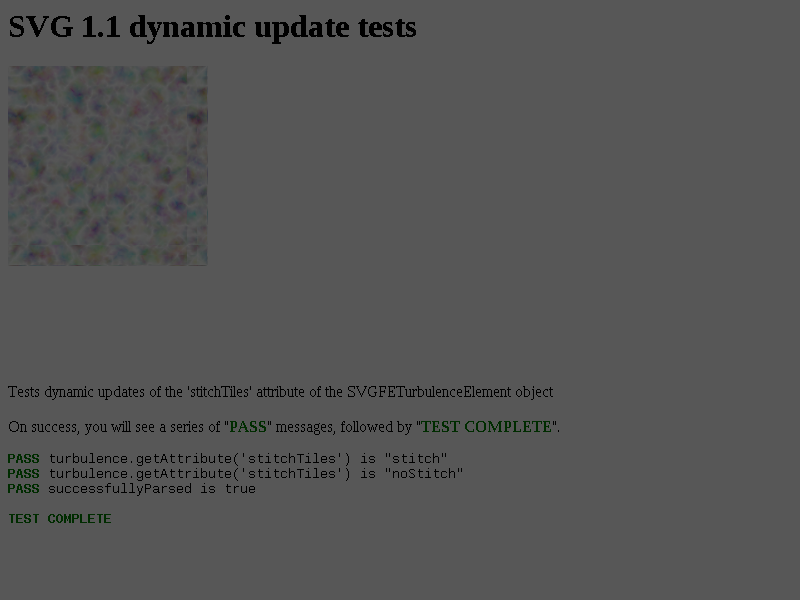 SVG 1.1 dynamic update tests
Tests dynamic updates of the 'stitchTiles' attribute of the SVGFETurbulenceElement object
On success, you will see a series of "PASS" messages, followed by "TEST COMPLETE".
PASS turbulence.getAttribute('stitchTiles') is "stitch"
PASS turbulence.getAttribute('stitchTiles') is "noStitch"
PASS successfullyParsed is true
TEST COMPLETE